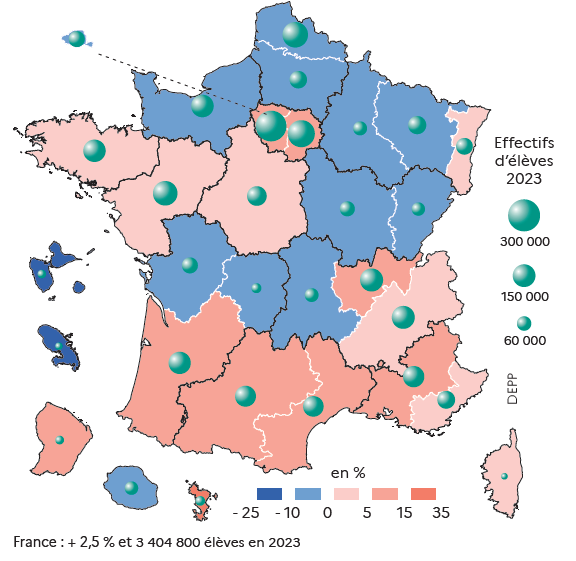 Effectifs
d'élèves
2023
300 000
150 000
60 000
DEPP
en %
- 25 - 10 0 5 15 35
France : + 2,5 % et 3 404 800 élèves en 2023